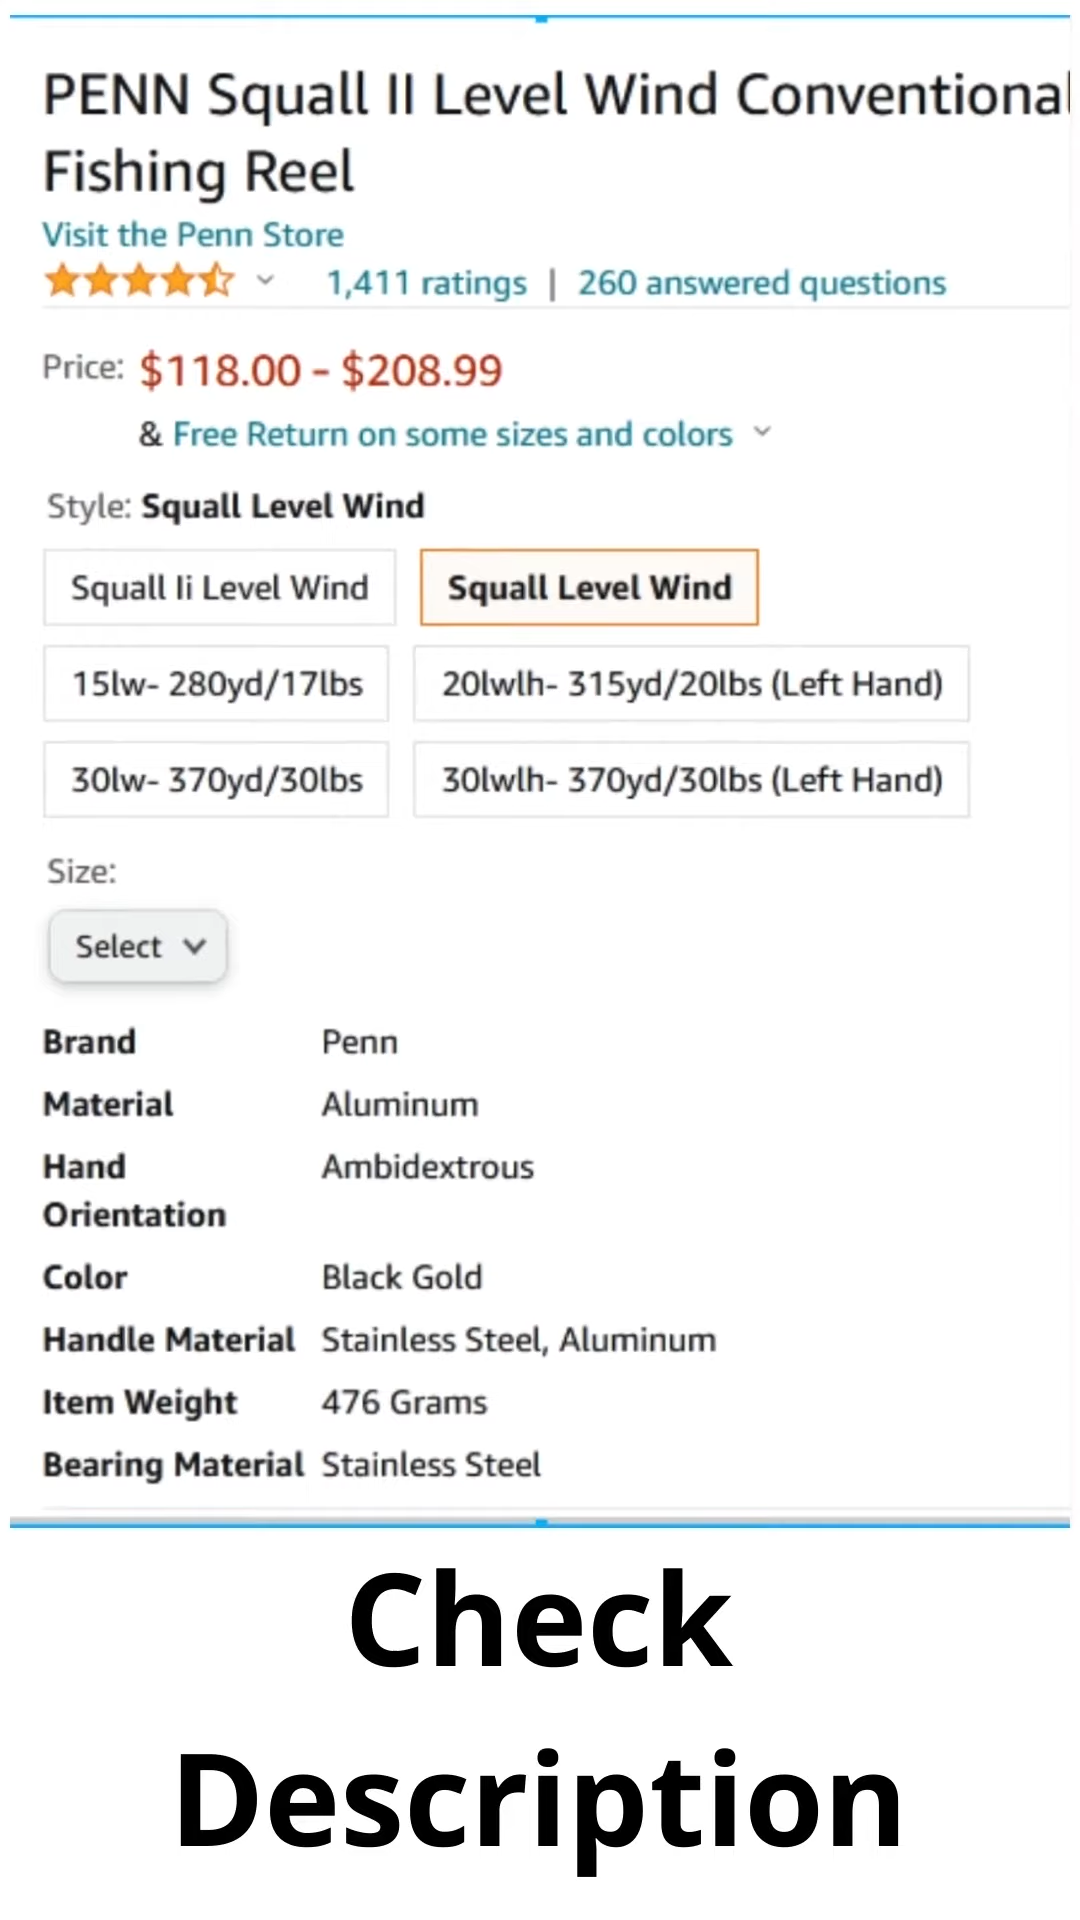 PENN Squall II Level Wind Conventional
Fishing Reel
Visit the Penn Store
1,411 ratings | 260 answered questions
Price: $118.00 - $208.99
& Free Return on some sizes and colors
Style: Squall Level Wind
Squall Ii Level Wind Squall Level Wind
15lw- 280yd/17lbs 20lwlh- 315yd/20lbs (Left Hand)
30lw- 370yd/30lbs 30lwlh- 370yd/30lbs (Left Hand)
Size:
Select
Brand Penn
Material Aluminum
Hand Ambidextrous
Orientation
Color Black Gold
Handle Material Stainless Steel, Aluminum
Item Weight 476 Grams
Bearing Material Stainless Steel
Check
Description